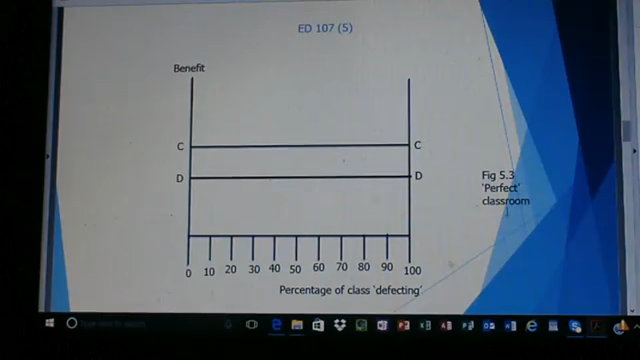 ED 107 (5)
Benefit
C
C
D
D
Fig 5.3
‘Perfect’
classroom
0 10 20 30 40 50 60 70 80 90 100
Percentage of class ‘defecting’